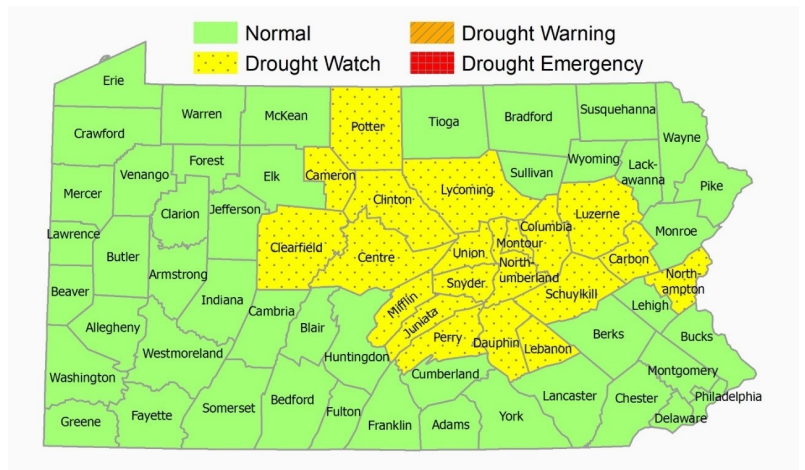 Normal
Drought Warning
Drought Watch
Drought Emergency
Erie
Warren
McKean
Potter
Tioga
Bradford
Susquehanna
Wayne
Crawford
Forest
Wyoming
Lack-
awanna
Pike
Venango
Elk
Cameron
Sullivan
Mercer
Clinton
Lycoming
Clarion
Jefferson
Luzerne
Columbia
Monroe
Lawrence
Butler
Clearfield
Centre
Union
Montour
Carbon
North-
umberland
North-
ampton
Armstrong
Snyder
Schuylkill
Beaver
Indiana
Mifflin
Lehigh
Cambria
Juniata
Allegheny
Blair
Perry
Dauphin
Lebanon
Berks
Bucks
Westmoreland
Huntingdon
Cumberland
Montgomery
Washington
Lancaster
Chester
Philadelphia
Greene
Fayette
Somerset
Bedford
Fulton
Franklin
Adams
York
Delaware